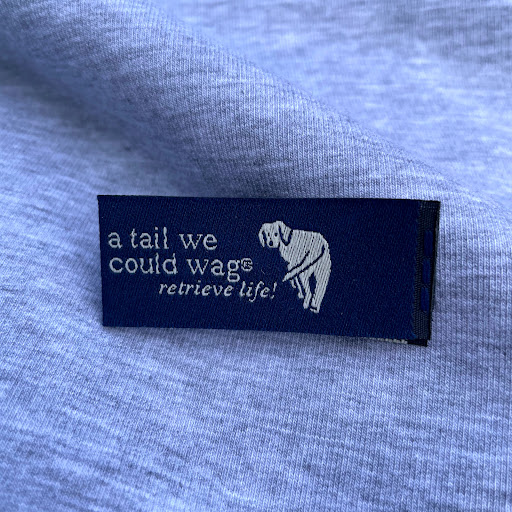 a tail we
could wag®
retrieve life!